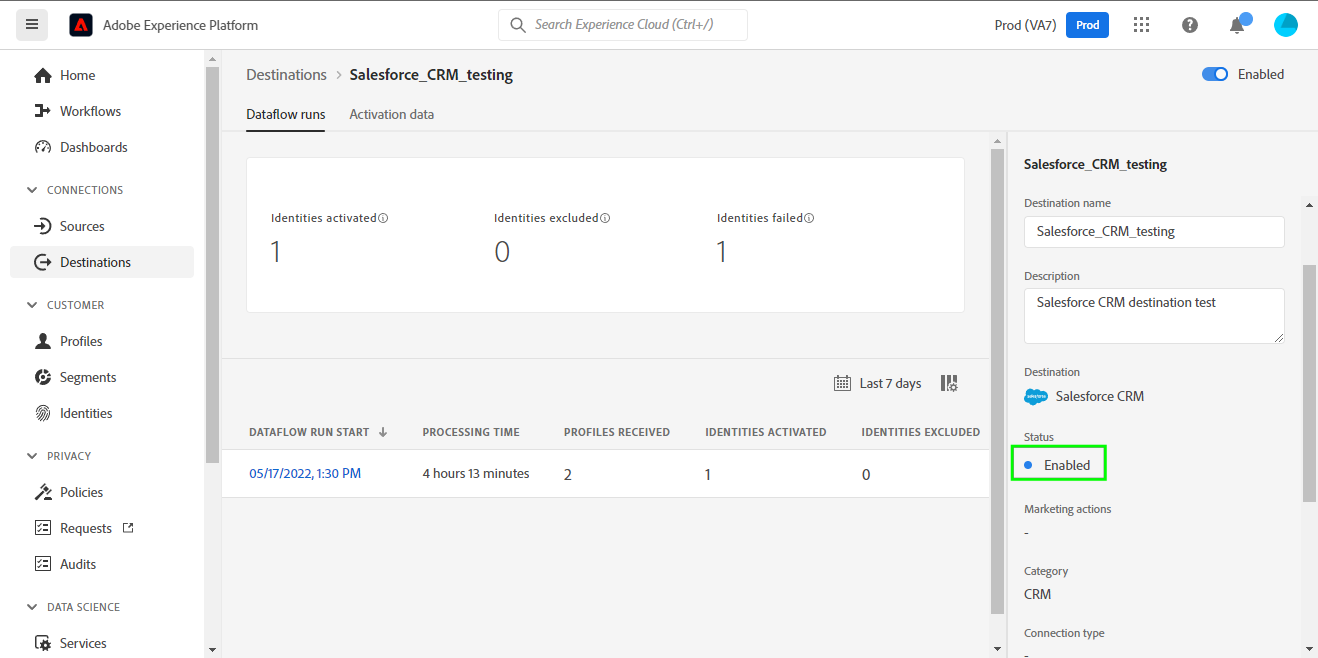 Adobe Experience Platform
Search Experience Cloud (Ctrl+/)
Prod (VA7)
Prod
Home
Workflows
Dashboards
CONNECTIONS
Sources
Destinations
CUSTOMER
Profiles
Segments
Identities
PRIVACY
Policies
Requests
Audits
DATA SCIENCE
Services
Destinations › Salesforce_CRM_testing
Enabled
Dataflow runs Activation data
Identities activated Identities excluded Identities failed
1 0 1
Last 7 days
DATAFLOW RUN START PROCESSING TIME PROFILES RECEIVED IDENTITIES ACTIVATED IDENTITIES EXCLUDED
05/17/2022, 1:30 PM 4 hours 13 minutes 2 1 0
Salesforce_CRM_testing
Destination name
Salesforce_CRM_testing
Description
Salesforce CRM destination test
Destination
Salesforce CRM
Status
Enabled
Marketing actions
-
Category
CRM
Connection type
-